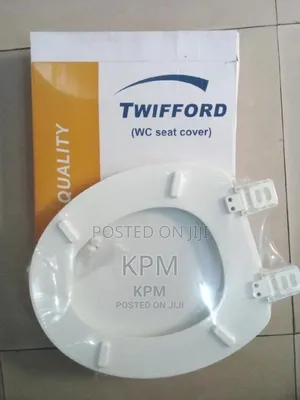 QUALITY
TWIFFORD
(WC seat cover)
POSTED ON JIJI
KPM
KPM
POSTED ON JIJI